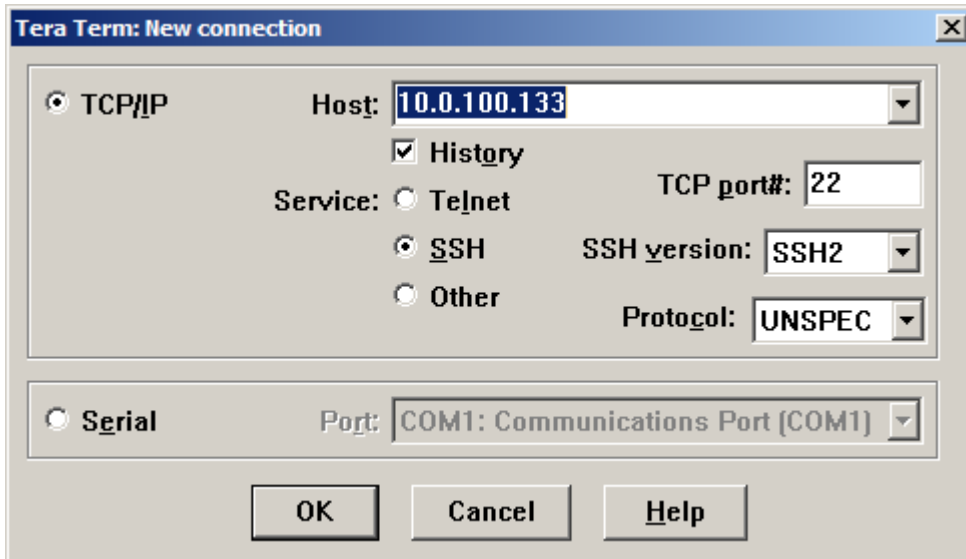 Tera Term: New connection
TCP/IP Host: 10.0.100.133
History
Service: Telnet TCP port#: 22
SSH SSH version: SSH2
Other Protocol: UNSPEC
Serial Port: COM1: Communications Port (COM1)
OK Cancel Help